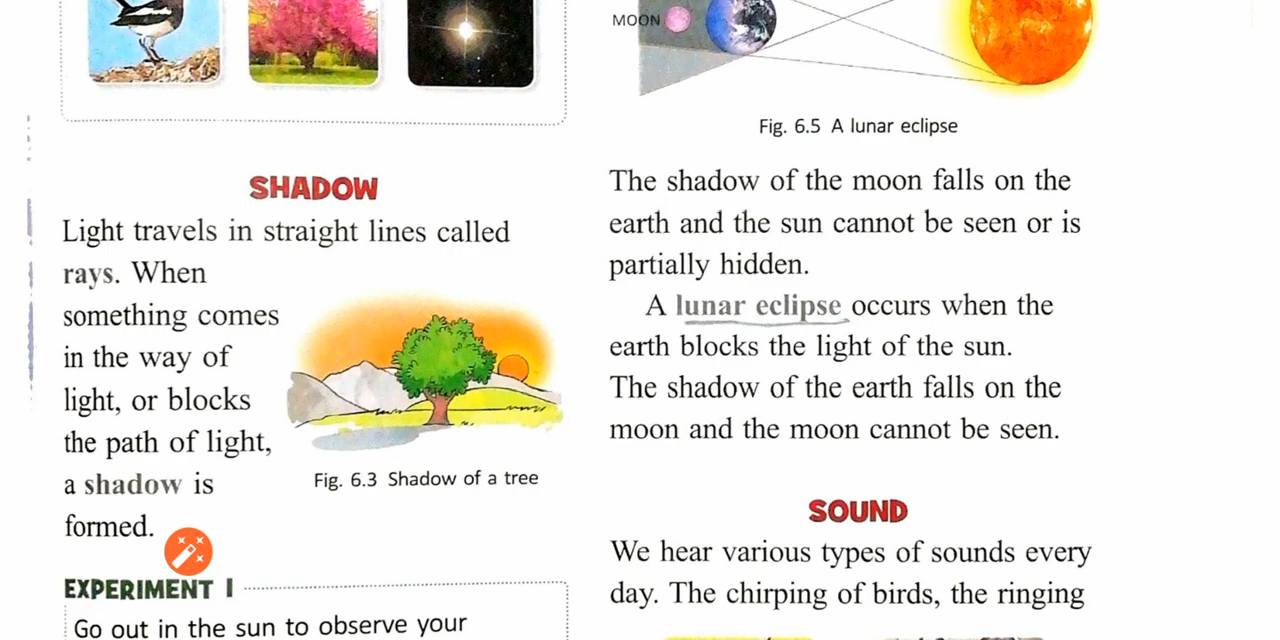 SHADOW
Light travels in straight lines called
rays. When
something comes
in the way of
light, or blocks
the path of light,
a shadow is
formed.
Fig. 6.3 Shadow of a tree
EXPERIMENT 1
Go out in the sun to observe your
MOON
Fig. 6.5 A lunar eclipse
The shadow of the moon falls on the
earth and the sun cannot be seen or is
partially hidden.
A lunar eclipse occurs when the
earth blocks the light of the sun.
The shadow of the earth falls on the
moon and the moon cannot be seen.
SOUND
We hear various types of sounds every
day. The chirping of birds, the ringing